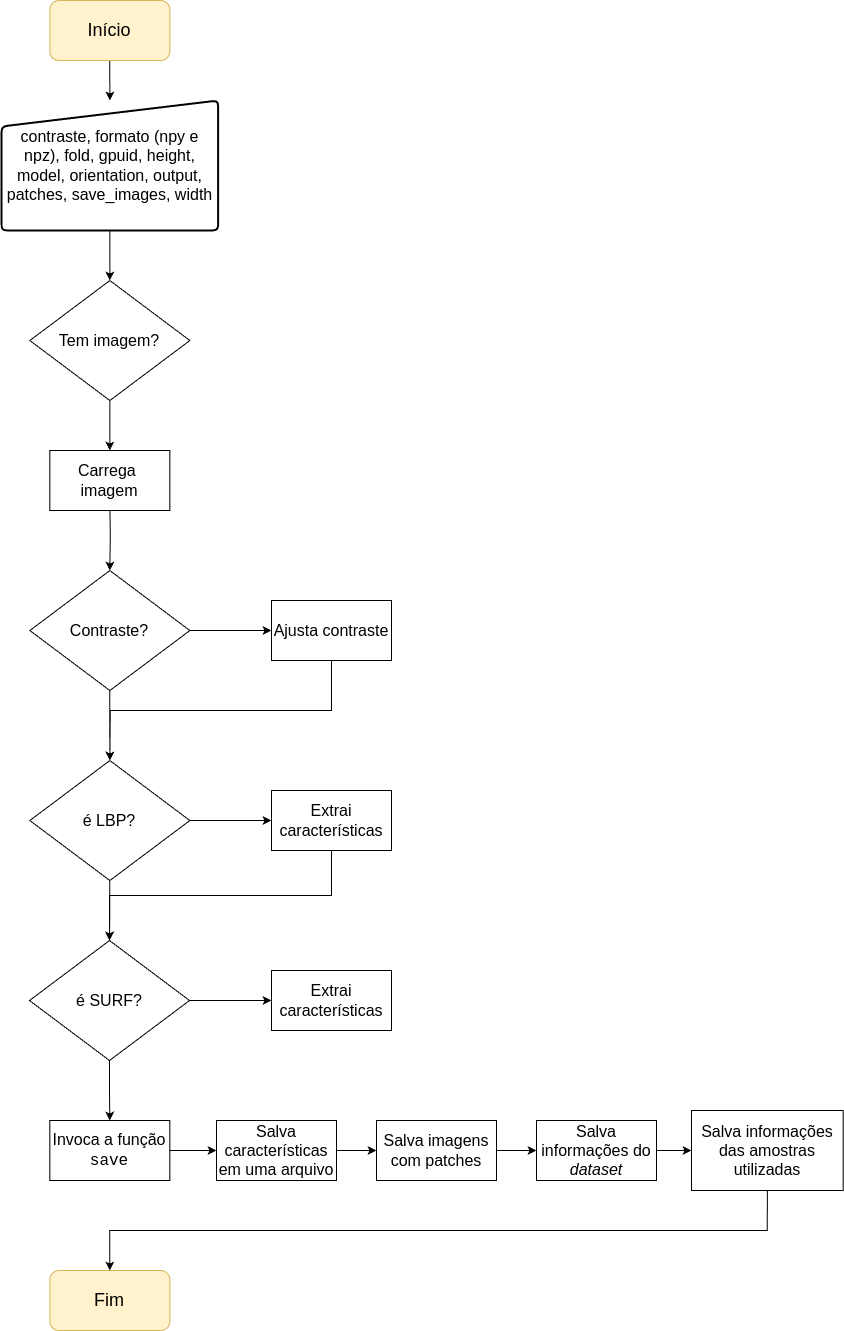 Início
contraste, formato (npy e
npz), fold, gpuid, height,
model, orientation, output,
patches, save_images, width
Tem imagem?
Carrega
imagem
Contraste?
Ajusta contraste
é LBP?
Extrai
características
é SURF?
Extrai
características
Invoca a função
save
Salva
características
em uma arquivo
Salva imagens
com patches
Salva
informações do
dataset
Salva informações
das amostras
utilizadas
Fim